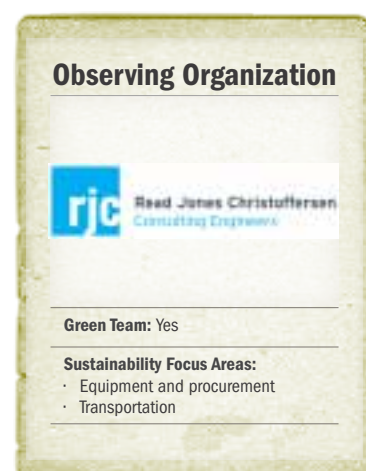 Observing Organization
rjc Read Jones Christoffersen
Consulting Engineers
Green Team: Yes
Sustainability Focus Areas:
· Equipment and procurement
· Transportation